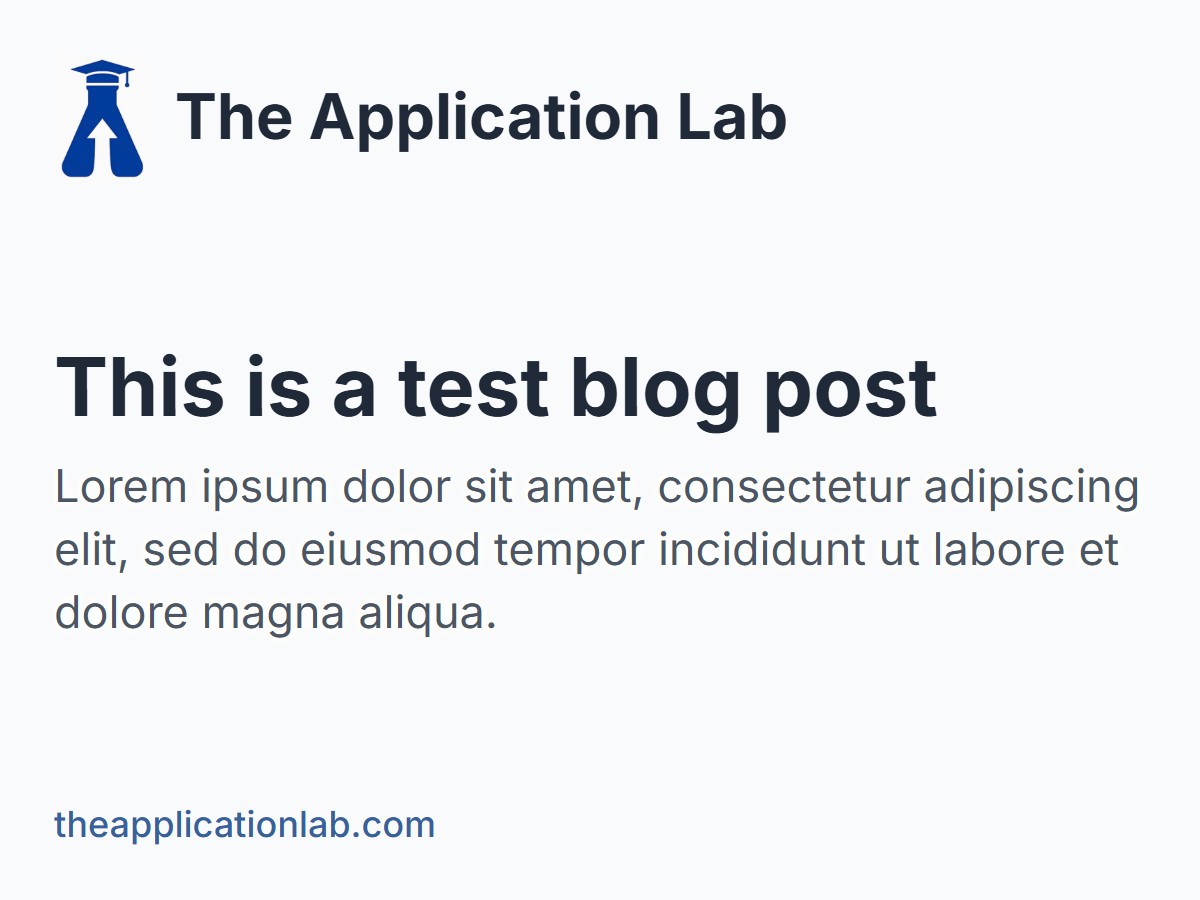 The Application Lab
This is a test blog post
Lorem ipsum dolor sit amet, consectetur adipiscing
elit, sed do eiusmod tempor incididunt ut labore et
dolore magna aliqua.
theapplicationlab.com